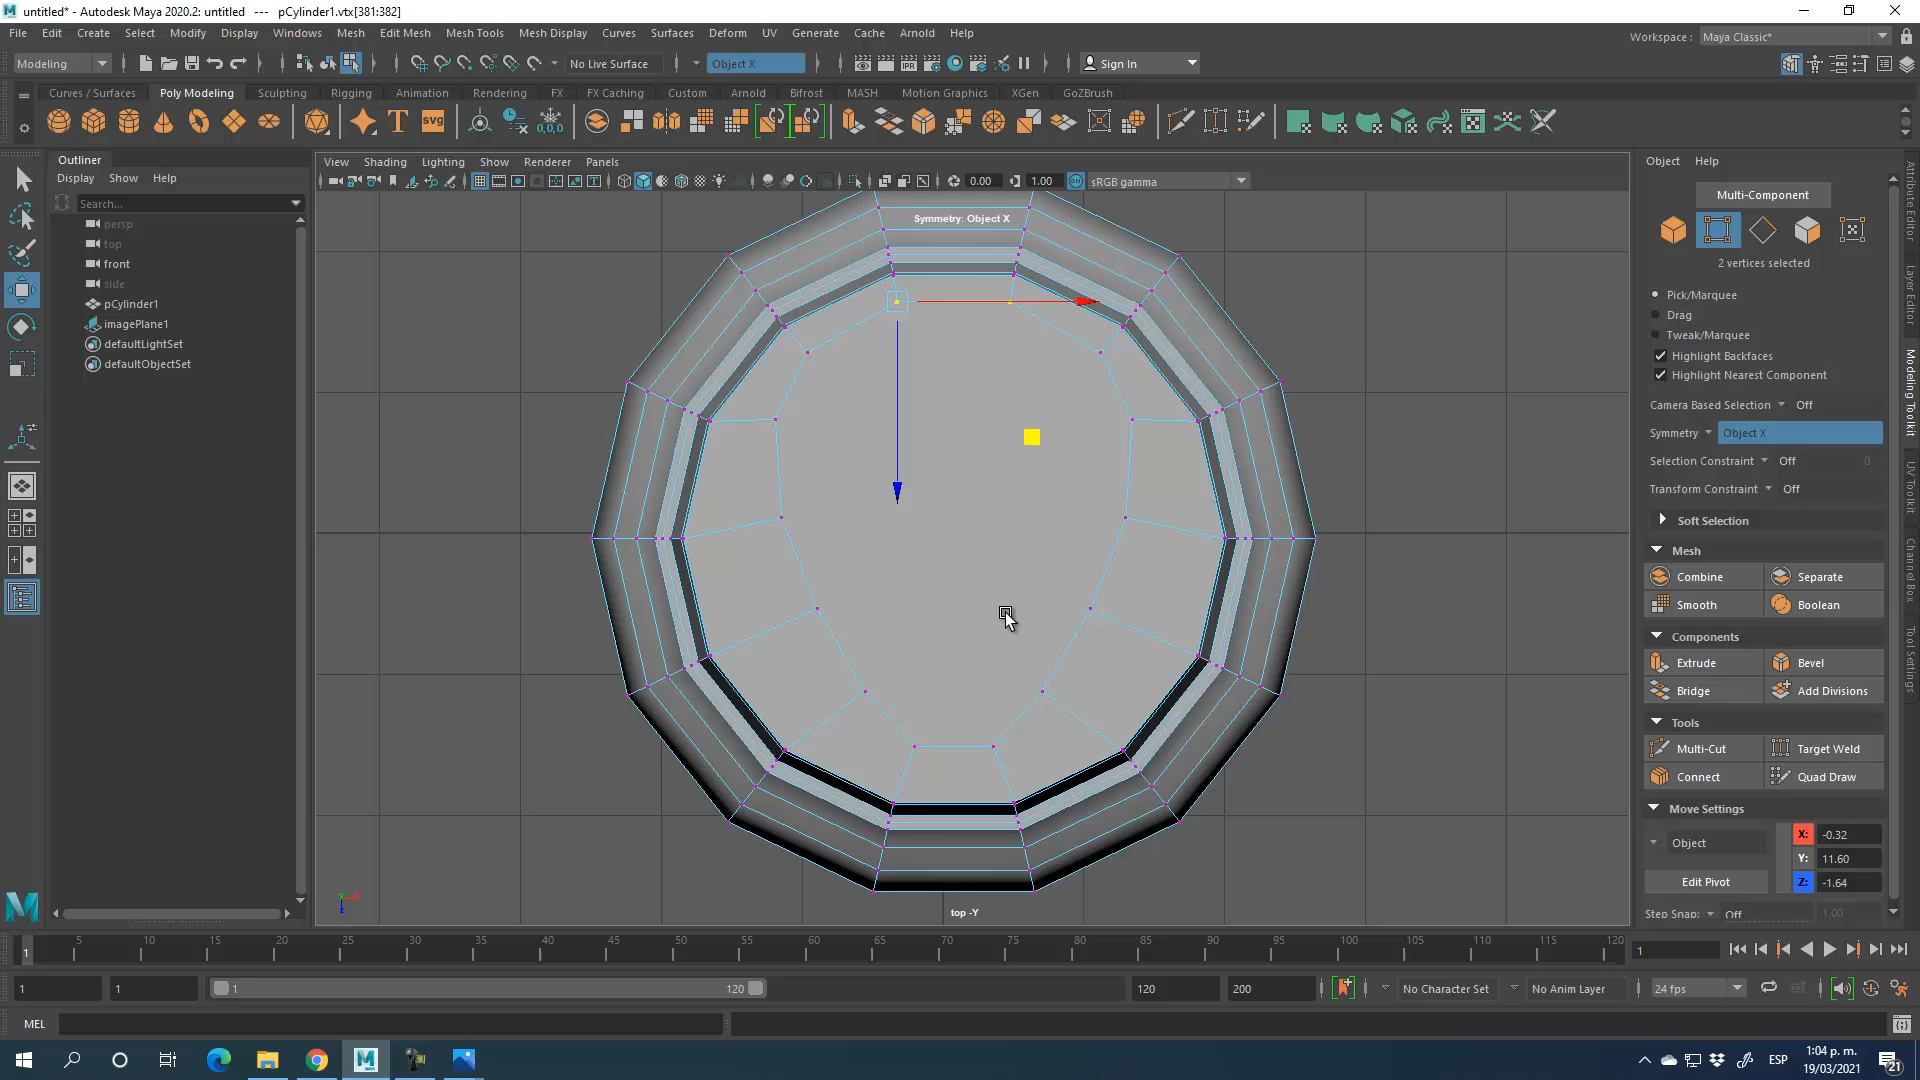 untitled* - Autodesk Maya 2020.2: untitled   ---   pCylinder1.vtx[381:382]
File Edit Create Select Modify Display Windows Mesh Edit Mesh Mesh Tools Mesh Display Curves Surfaces Deform UV Generate Cache Arnold Help
Workspace : Maya Classic*
Modeling No Live Surface Object X Sign In
Curves / Surfaces Poly Modeling Sculpting Rigging Animation Rendering FX FX Caching Custom Arnold Bifrost MASH Motion Graphics XGen GoZBrush
T svg 0,0,0 IPR
Outliner
Display Show Help
Search...
persp
top
front
side
pCylinder1
imagePlane1
defaultLightSet
defaultObjectSet
View Shading Lighting Show Renderer Panels
0.00 1.00 sRGB gamma
Symmetry: Object X
top -Y
Object Help
Multi-Component
2 vertices selected
Pick/Marquee
Drag
Tweak/Marquee
Highlight Backfaces
Highlight Nearest Component
Camera Based Selection Off
Symmetry Object X
Selection Constraint Off 0
Transform Constraint Off
Soft Selection
Mesh
Combine Separate
Smooth Boolean
Components
Extrude Bevel
Bridge Add Divisions
Tools
Multi-Cut Target Weld
Connect Quad Draw
Move Settings
Object X: -0.32
Y: 11.60
Edit Pivot Z: -1.64
Step Snap: Off 1.00
Attribute Editor
Layer Editor
Modeling Toolkit
UV Toolkit
Channel Box
Tool Settings
1 5 10 15 20 25 30 35 40 45 50 55 60 65 70 75 80 85 90 95 100 105 110 115 120 1
1 1 1 120 120 200 No Character Set No Anim Layer 24 fps
MEL
MAYA ESP 1:04 p. m.
19/03/2021
21